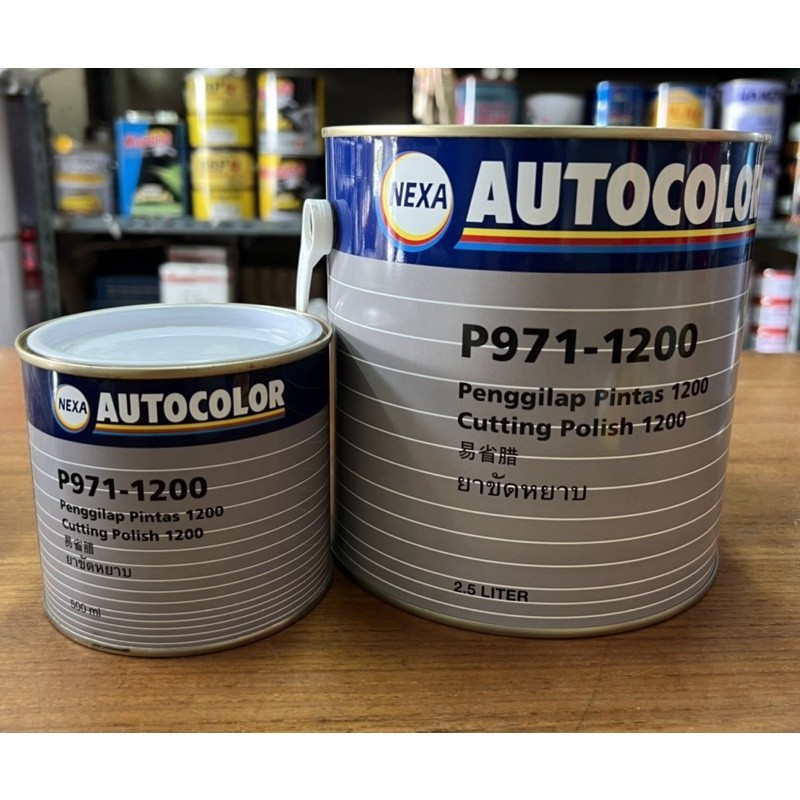 NEXA AUTOCOLOR
P971-1200
Penggilap Pintas 1200
Cutting Polish 1200
易省腊
ยาขัดหยาบ
500 ml
NEXA AUTOCOLOR
P971-1200
Penggilap Pintas 1200
Cutting Polish 1200
易省腊
ยาขัดหยาบ
2.5 LITER